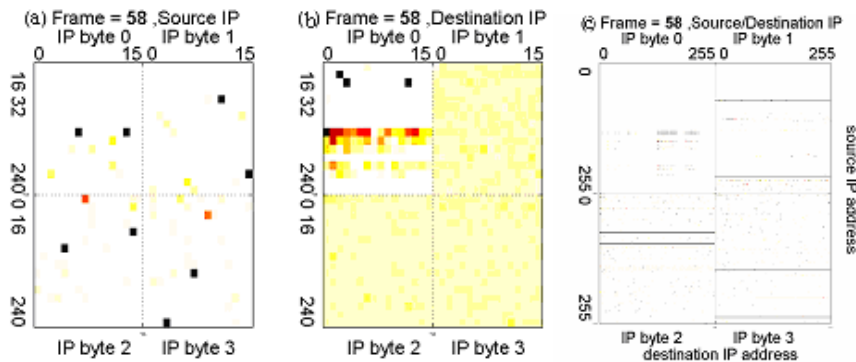 (a) Frame = 58 ,Source IP
IP byte 0 IP byte 1
0 15 0 15
16 32
240
0 16
240
IP byte 2 IP byte 3
(b) Frame = 58 ,Destination IP
IP byte 0 IP byte 1
0 15 0 15
16 32
240
0 16
240
IP byte 2 IP byte 3
(c) Frame = 58 ,Source/Destination IP
IP byte 0 IP byte 1
0 255 0 255
0
255 0
255
source IP address
IP byte 2 IP byte 3
destination IP address